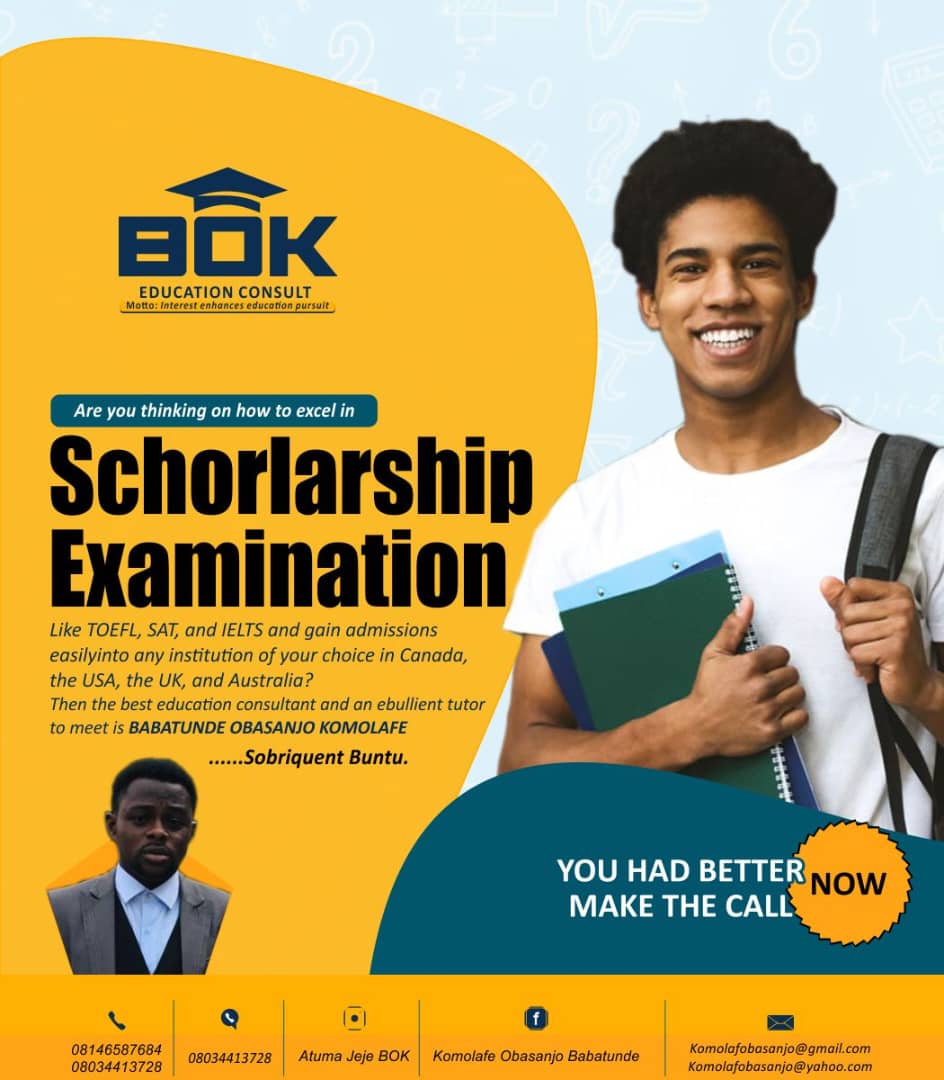 BOK
EDUCATION CONSULT
Motto: Interest enhances education pursuit
Are you thinking on how to excel in
Schorlarship
Examination
Like TOEFL, SAT, and IELTS and gain admissions
easilyinto any institution of your choice in Canada,
the USA, the UK, and Australia?
Then the best education consultant and an ebullient tutor
to meet is BABATUNDE OBASANJO KOMOLAFE
......Sobriquent Buntu.
YOU HAD BETTER
MAKE THE CALL
NOW
08146587684
08034413728
08034413728
Atuma Jeje BOK
Komolafe Obasanjo Babatunde
Komolafobasanjo@gmail.com
Komolafobasanjo@yahoo.com